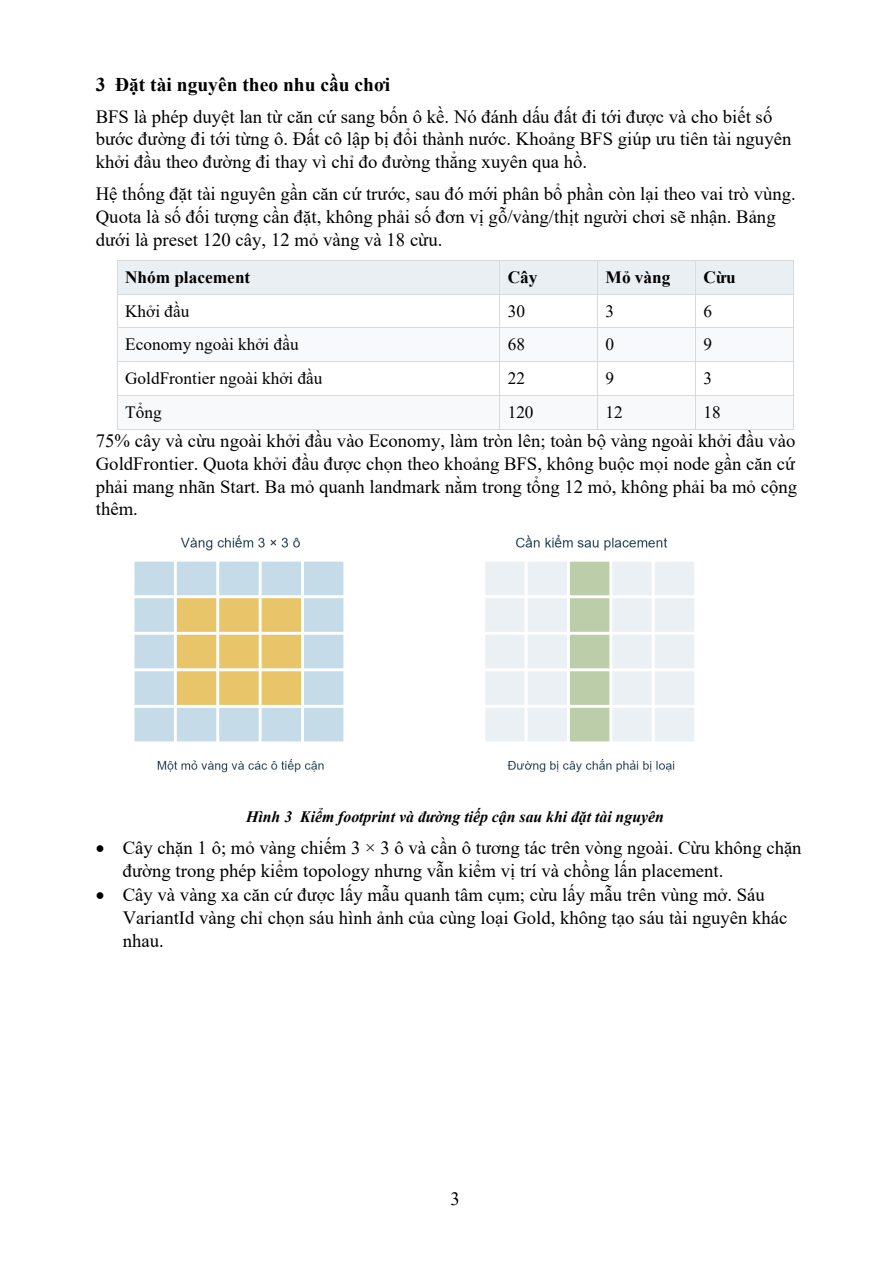 3 Đặt tài nguyên theo nhu cầu chơi
BFS là phép duyệt lan từ căn cứ sang bốn ô kề. Nó đánh dấu đất đi tới được và cho biết số
bước đường đi tới từng ô. Đất cô lập bị đổi thành nước. Khoảng BFS giúp ưu tiên tài nguyên
khởi đầu theo đường đi thay vì chỉ đo đường thẳng xuyên qua hồ.
Hệ thống đặt tài nguyên gần căn cứ trước, sau đó mới phân bổ phần còn lại theo vai trò vùng.
Quota là số đối tượng cần đặt, không phải số đơn vị gỗ/vàng/thịt người chơi sẽ nhận. Bảng
dưới là preset 120 cây, 12 mỏ vàng và 18 cừu.
Nhóm placement Cây Mỏ vàng Cừu
Khởi đầu 30 3 6
Economy ngoài khởi đầu 68 0 9
GoldFrontier ngoài khởi đầu 22 9 3
Tổng 120 12 18
75% cây và cừu ngoài khởi đầu vào Economy, làm tròn lên; toàn bộ vàng ngoài khởi đầu vào
GoldFrontier. Quota khởi đầu được chọn theo khoảng BFS, không buộc mọi node gần căn cứ
phải mang nhãn Start. Ba mỏ quanh landmark nằm trong tổng 12 mỏ, không phải ba mỏ cộng
thêm.
Vàng chiếm 3 × 3 ô Cần kiểm sau placement
Một mỏ vàng và các ô tiếp cận Đường bị cây chắn phải bị loại
Hình 3 Kiểm footprint và đường tiếp cận sau khi đặt tài nguyên
• Cây chặn 1 ô; mỏ vàng chiếm 3 × 3 ô và cần ô tương tác trên vòng ngoài. Cừu không chặn
đường trong phép kiểm topology nhưng vẫn kiểm vị trí và chồng lấn placement.
• Cây và vàng xa căn cứ được lấy mẫu quanh tâm cụm; cừu lấy mẫu trên vùng mở. Sáu
VariantId vàng chỉ chọn sáu hình ảnh của cùng loại Gold, không tạo sáu tài nguyên khác
nhau.
3